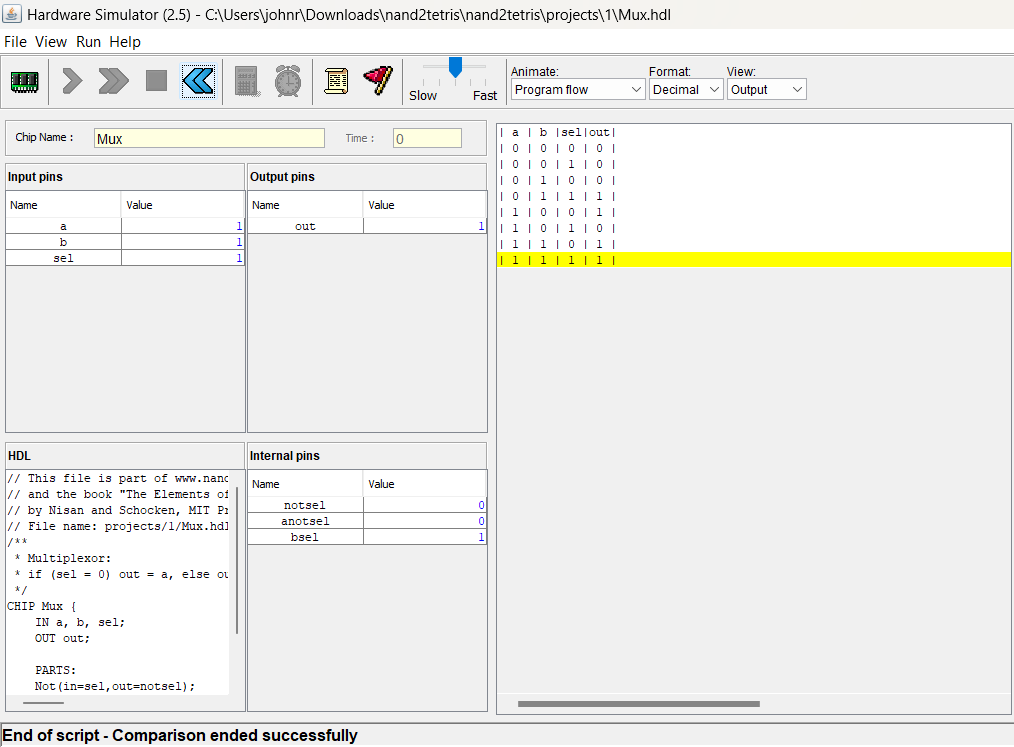 Hardware Simulator (2.5) - C:\Users\johnr\Downloads\nand2tetris\nand2tetris\projects\1\Mux.hdl
File View Run Help
Slow Fast
Animate: Format: View:
Program flow Decimal Output
Chip Name : Mux Time : 0
Input pins
Name Value
a 1
b 1
sel 1
Output pins
Name Value
out 1
HDL
// This file is part of www.nand
// and the book "The Elements of
// by Nisan and Schocken, MIT Pr
// File name: projects/1/Mux.hdl
/**
* Multiplexor:
* if (sel = 0) out = a, else ou
*/
CHIP Mux {
IN a, b, sel;
OUT out;
PARTS:
Not(in=sel,out=notsel);
Internal pins
Name Value
notsel 0
anotsel 0
bsel 1
| a | b |sel|out|
| 0 | 0 | 0 | 0 |
| 0 | 0 | 1 | 0 |
| 0 | 1 | 0 | 0 |
| 0 | 1 | 1 | 1 |
| 1 | 0 | 0 | 1 |
| 1 | 0 | 1 | 0 |
| 1 | 1 | 0 | 1 |
| 1 | 1 | 1 | 1 |
End of script - Comparison ended successfully